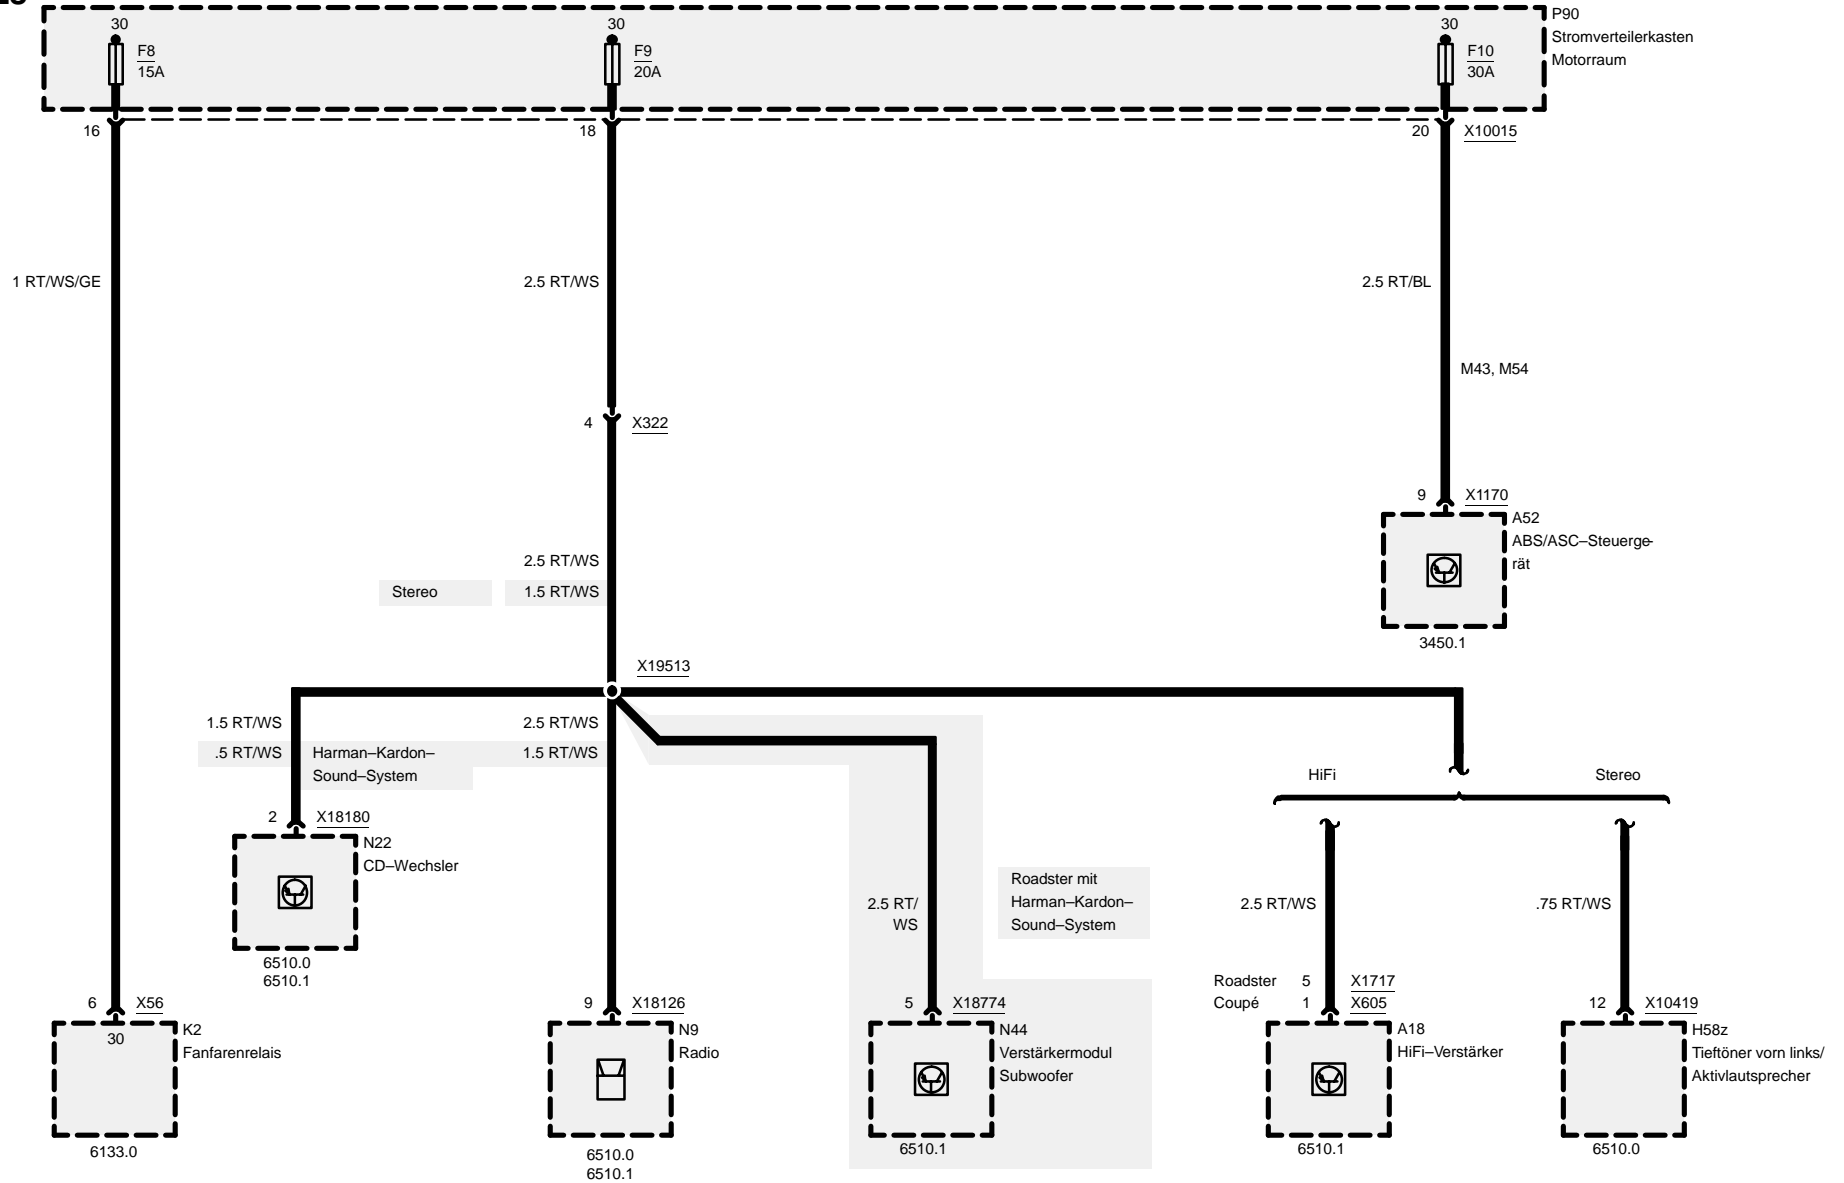 30
30
30
P90
Stromverteilerkasten
Motorraum
F8
15A
F9
20A
F10
30A
16
18
20
X10015
1 RT/WS/GE
2.5 RT/WS
2.5 RT/BL
M43, M54
4
X322
9
X1170
A52
ABS/ASC–Steuerge-
rät
3450.1
2.5 RT/WS
Stereo
1.5 RT/WS
X19513
1.5 RT/WS
2.5 RT/WS
.5 RT/WS
Harman–Kardon–
Sound–System
1.5 RT/WS
HiFi
Stereo
2
X18180
N22
CD–Wechsler
6510.0
6510.1
2.5 RT/
WS
Roadster mit
Harman–Kardon–
Sound–System
2.5 RT/WS
.75 RT/WS
Roadster
5
X1717
Coupé
1
X605
6
X56
9
X18126
5
X18774
12
X10419
30
K2
Fanfarenrelais
6133.0
N9
Radio
6510.0
6510.1
N44
Verstärkermodul
Subwoofer
6510.1
A18
HiFi–Verstärker
6510.1
H58z
Tieftöner vorn links/
Aktivlautsprecher
6510.0